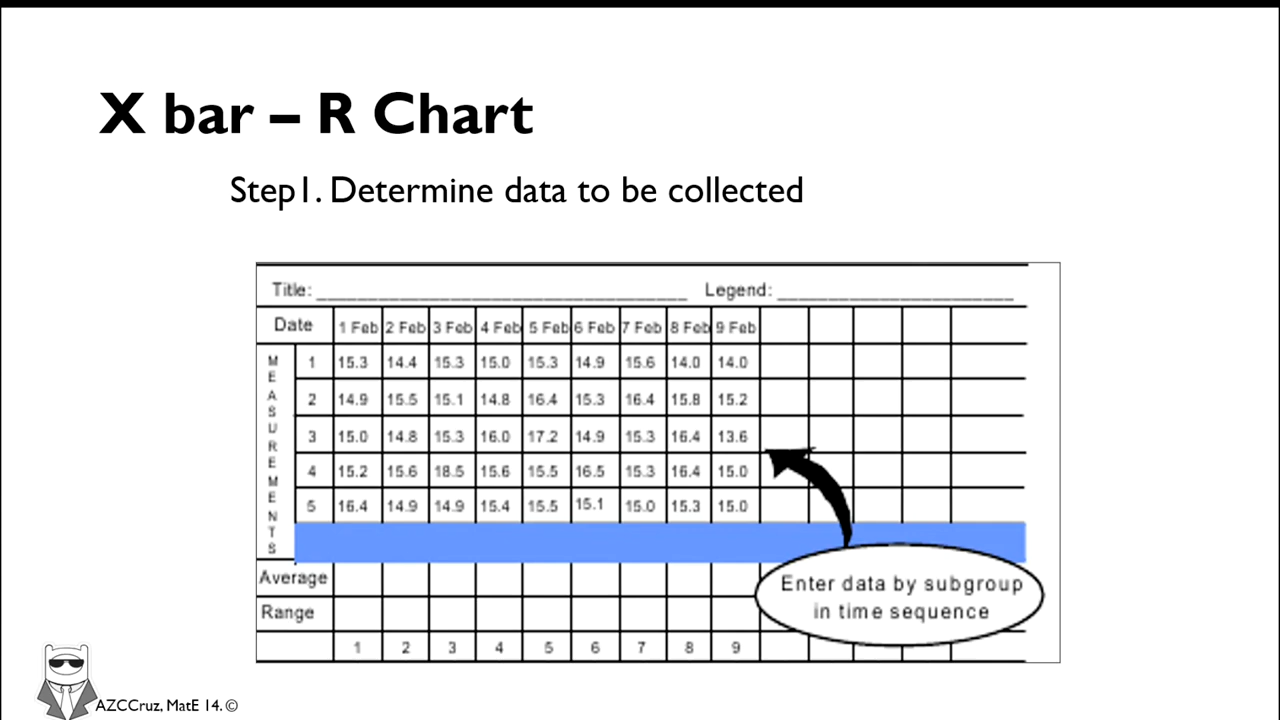 X bar – R Chart
Step1. Determine data to be collected
Title: ______________________________ Legend: ____________________
Date 1 Feb 2 Feb 3 Feb 4 Feb 5 Feb 6 Feb 7 Feb 8 Feb 9 Feb
MEASUREMENTS
1 15.3 14.4 15.3 15.0 15.3 14.9 15.6 14.0 14.0
2 14.9 15.5 15.1 14.8 16.4 15.3 16.4 15.8 15.2
3 15.0 14.8 15.3 16.0 17.2 14.9 15.3 16.4 13.6
4 15.2 15.6 18.5 15.6 15.5 16.5 15.3 16.4 15.0
5 16.4 14.9 14.9 15.4 15.5 15.1 15.0 15.3 15.0
Average
Range
1 2 3 4 5 6 7 8 9
Enter data by subgroup
in time sequence
AZCCruz, MatE 14. ©